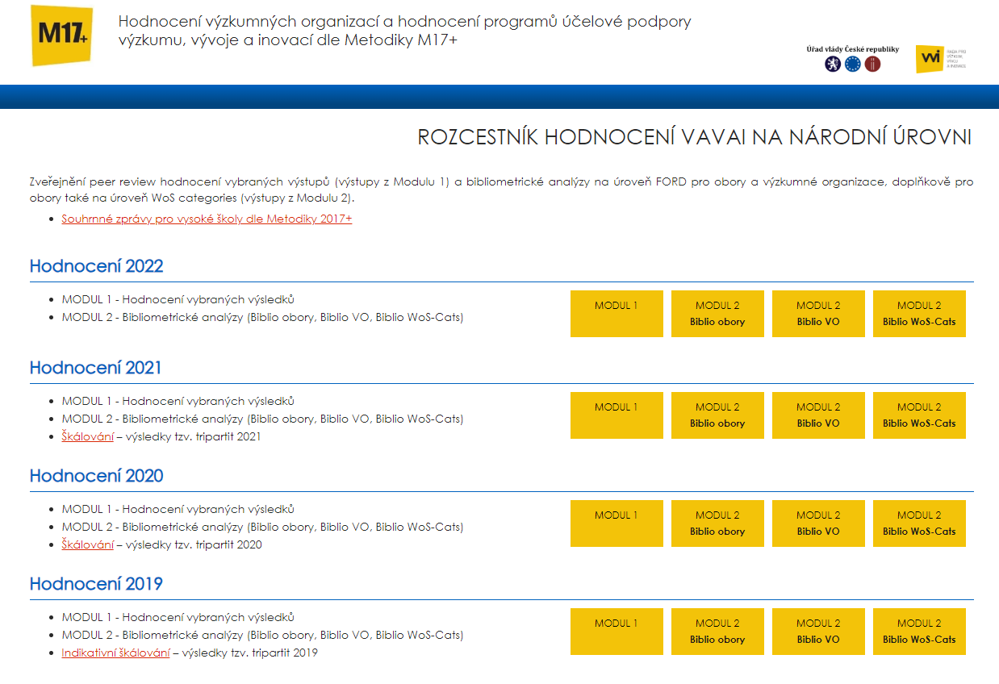 M17+
Hodnocení výzkumných organizací a hodnocení programů účelové podpory
výzkumu, vývoje a inovací dle Metodiky M17+
Úřad vlády České republiky
RADA PRO
VÝZKUM,
VÝVOJ
A INOVACE
ROZCESTNÍK HODNOCENÍ VAVAI NA NÁRODNÍ ÚROVNI
Zveřejnění peer review hodnocení vybraných výstupů (výstupy z Modulu 1) a bibliometrické analýzy na úroveň FORD pro obory a výzkumné organizace, doplňkově pro
obory také na úroveň WoS categories (výstupy z Modulu 2).
Souhrnné zprávy pro vysoké školy dle Metodiky 2017+
Hodnocení 2022
MODUL 1 - Hodnocení vybraných výsledků
MODUL 2 - Bibliometrické analýzy (Biblio obory, Biblio VO, Biblio WoS-Cats)
MODUL 1
MODUL 2
Biblio obory
MODUL 2
Biblio VO
MODUL 2
Biblio WoS-Cats
Hodnocení 2021
MODUL 1 - Hodnocení vybraných výsledků
MODUL 2 - Bibliometrické analýzy (Biblio obory, Biblio VO, Biblio WoS-Cats)
Škálování – výsledky tzv. tripartit 2021
MODUL 1
MODUL 2
Biblio obory
MODUL 2
Biblio VO
MODUL 2
Biblio WoS-Cats
Hodnocení 2020
MODUL 1 - Hodnocení vybraných výsledků
MODUL 2 - Bibliometrické analýzy (Biblio obory, Biblio VO, Biblio WoS-Cats)
Škálování – výsledky tzv. tripartit 2020
MODUL 1
MODUL 2
Biblio obory
MODUL 2
Biblio VO
MODUL 2
Biblio WoS-Cats
Hodnocení 2019
MODUL 1 - Hodnocení vybraných výsledků
MODUL 2 - Bibliometrické analýzy (Biblio obory, Biblio VO, Biblio WoS-Cats)
Indikativní škálování – výsledky tzv. tripartit 2019
MODUL 1
MODUL 2
Biblio obory
MODUL 2
Biblio VO
MODUL 2
Biblio WoS-Cats